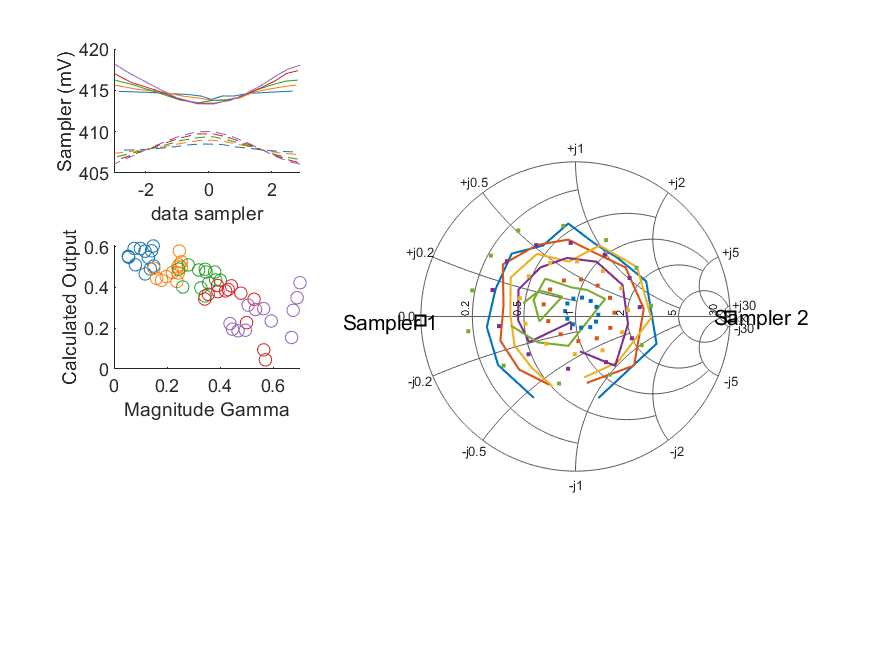 420
415
410
405
Sampler (mV)
-2
0
2
data sampler
0.6
0.4
0.2
0
Calculated Output
0
0.2
0.4
0.6
Magnitude Gamma
+j1
+j0.5
+j2
+j0.2
+j5
0.2
0.5
1
2
5
30
+j30
0.0
Sampler 1
Sampler 2
-j30
-j0.2
-j5
-j0.5
-j2
-j1